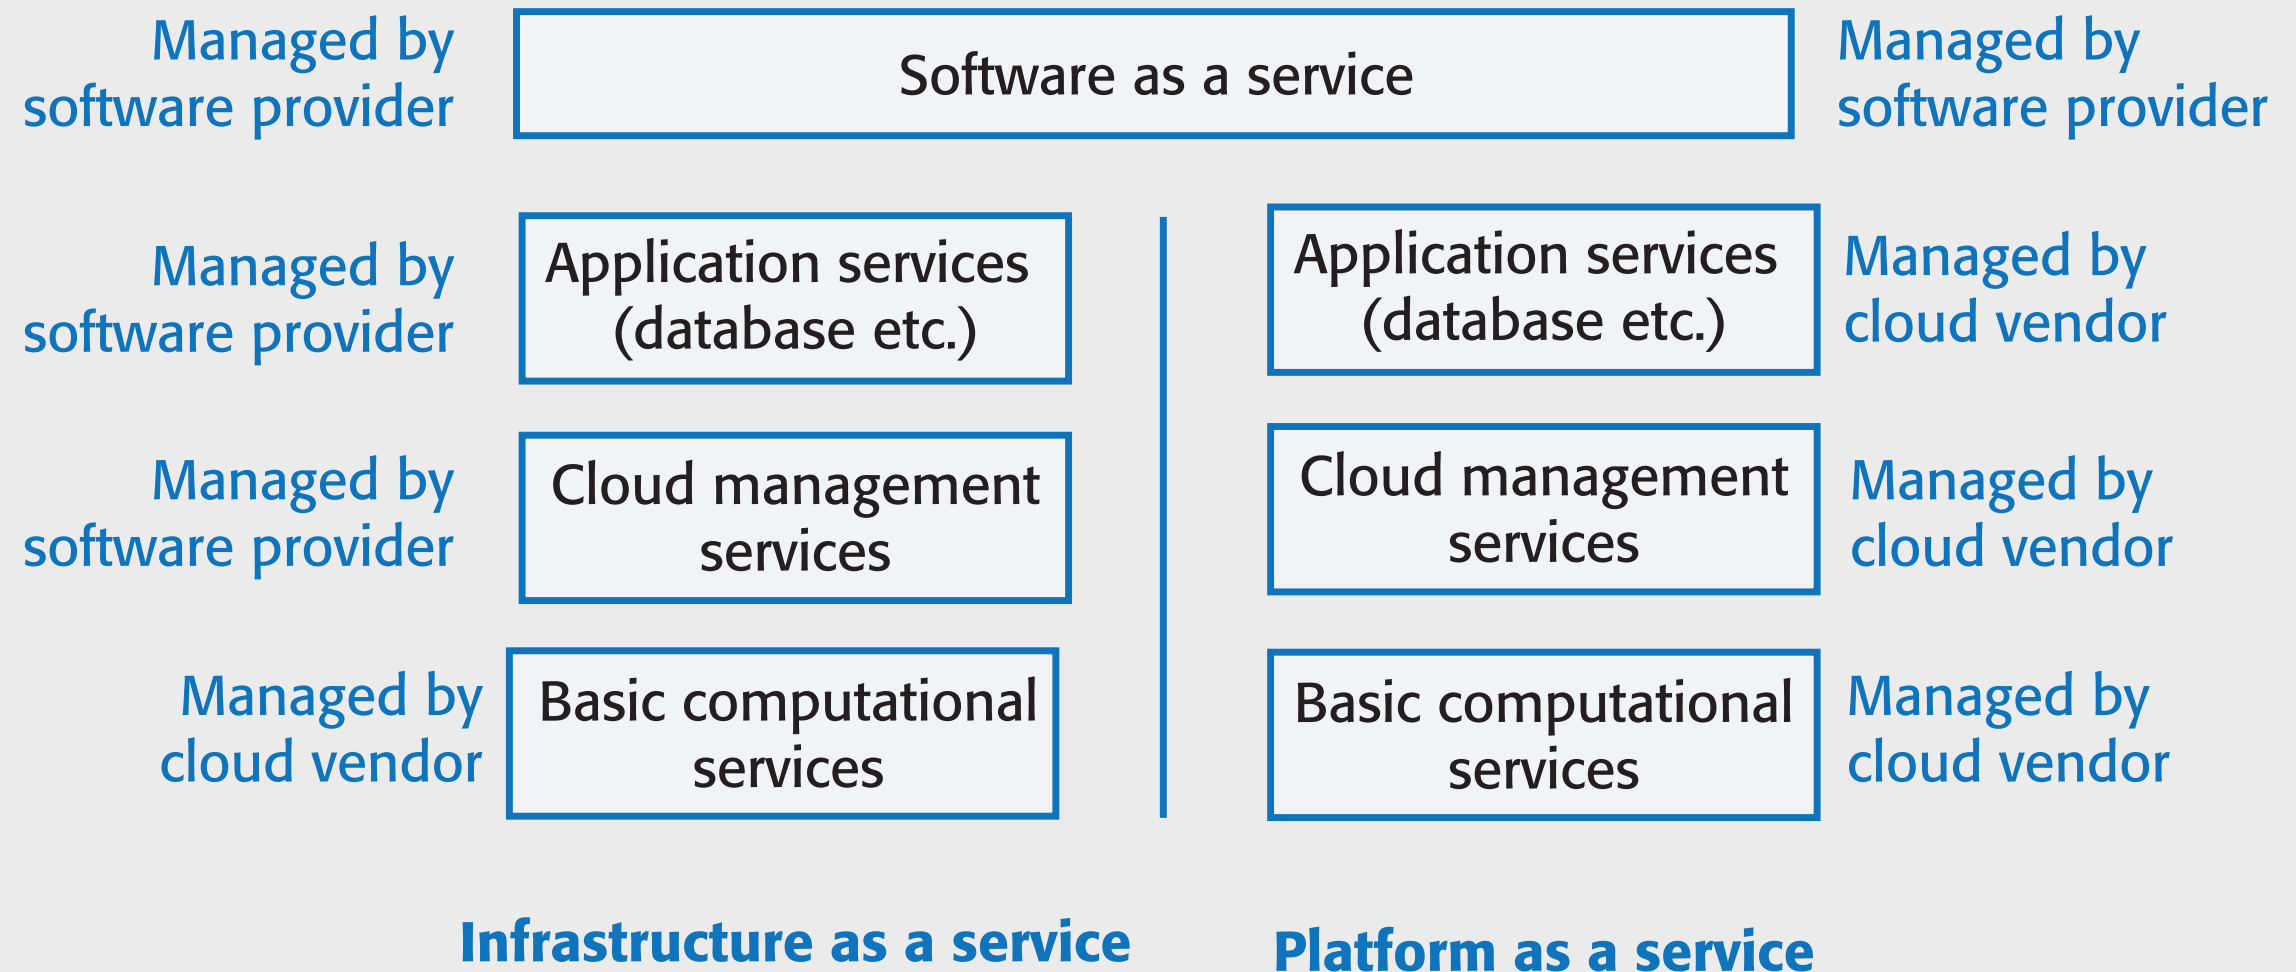 Managed by
software provider
Software as a service
Managed by
software provider
Managed by
software provider
Application services
(database etc.)
Application services
(database etc.)
Managed by
cloud vendor
Managed by
software provider
Cloud management
services
Cloud management
services
Managed by
cloud vendor
Managed by
cloud vendor
Basic computational
services
Basic computational
services
Managed by
cloud vendor
Infrastructure as a service
Platform as a service